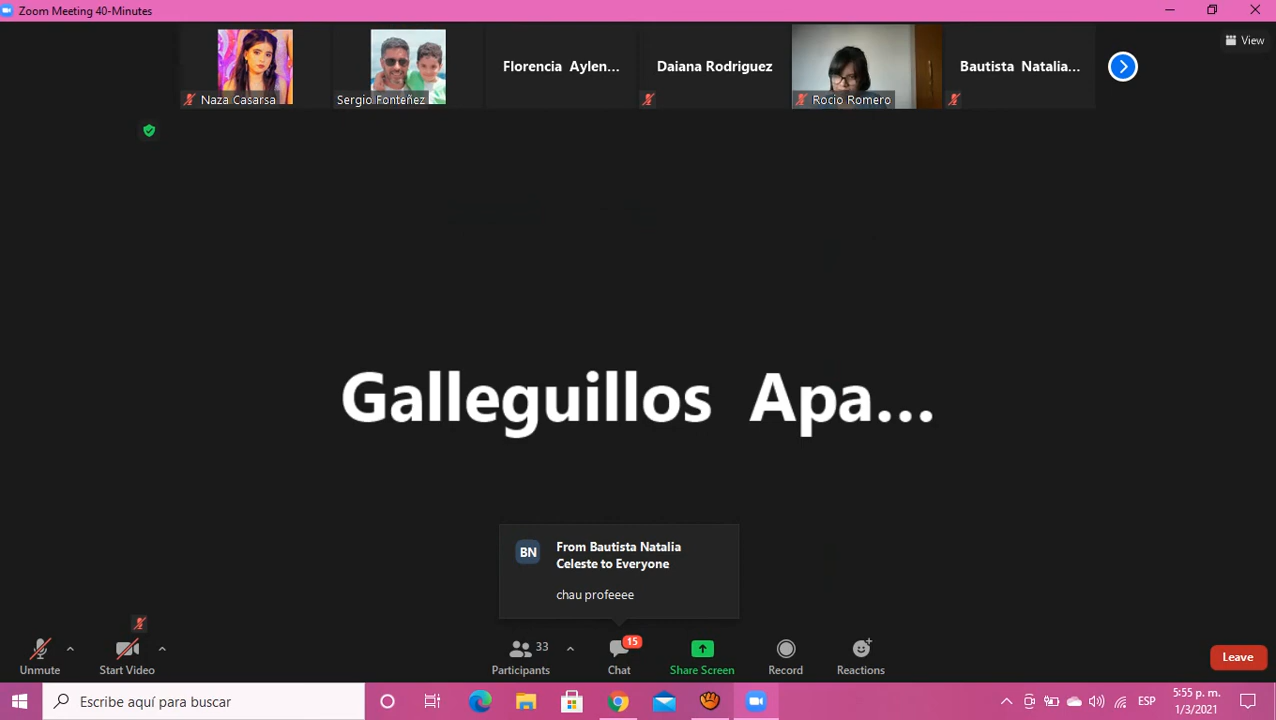 Zoom Meeting 40-Minutes
View
Naza Casarsa
Sergio Fonteñez
Florencia Aylen...
Daiana Rodriguez
Rocio Romero
Bautista Natalia...
Galleguillos Apa...
BN
From Bautista Natalia
Celeste to Everyone
chau profeeee
Unmute
Start Video
33
Participants
15
Chat
Share Screen
Record
Reactions
Leave
Escribe aquí para buscar
ESP
5:55 p. m.
1/3/2021